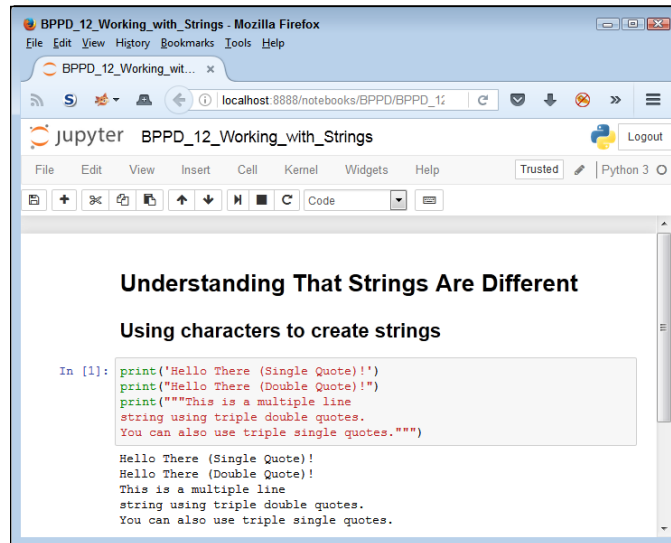 BPPD_12_Working_with_Strings - Mozilla Firefox
File Edit View History Bookmarks Tools Help
BPPD_12_Working_wit... ×
localhost:8888/notebooks/BPPD/BPPD_12
jupyter BPPD_12_Working_with_Strings Logout
File Edit View Insert Cell Kernel Widgets Help Trusted Python 3
Code
Understanding That Strings Are Different
Using characters to create strings
In [1]: print('Hello There (Single Quote)!')
print("Hello There (Double Quote)!")
print("""This is a multiple line
string using triple double quotes.
You can also use triple single quotes.""")
Hello There (Single Quote)!
Hello There (Double Quote)!
This is a multiple line
string using triple double quotes.
You can also use triple single quotes.